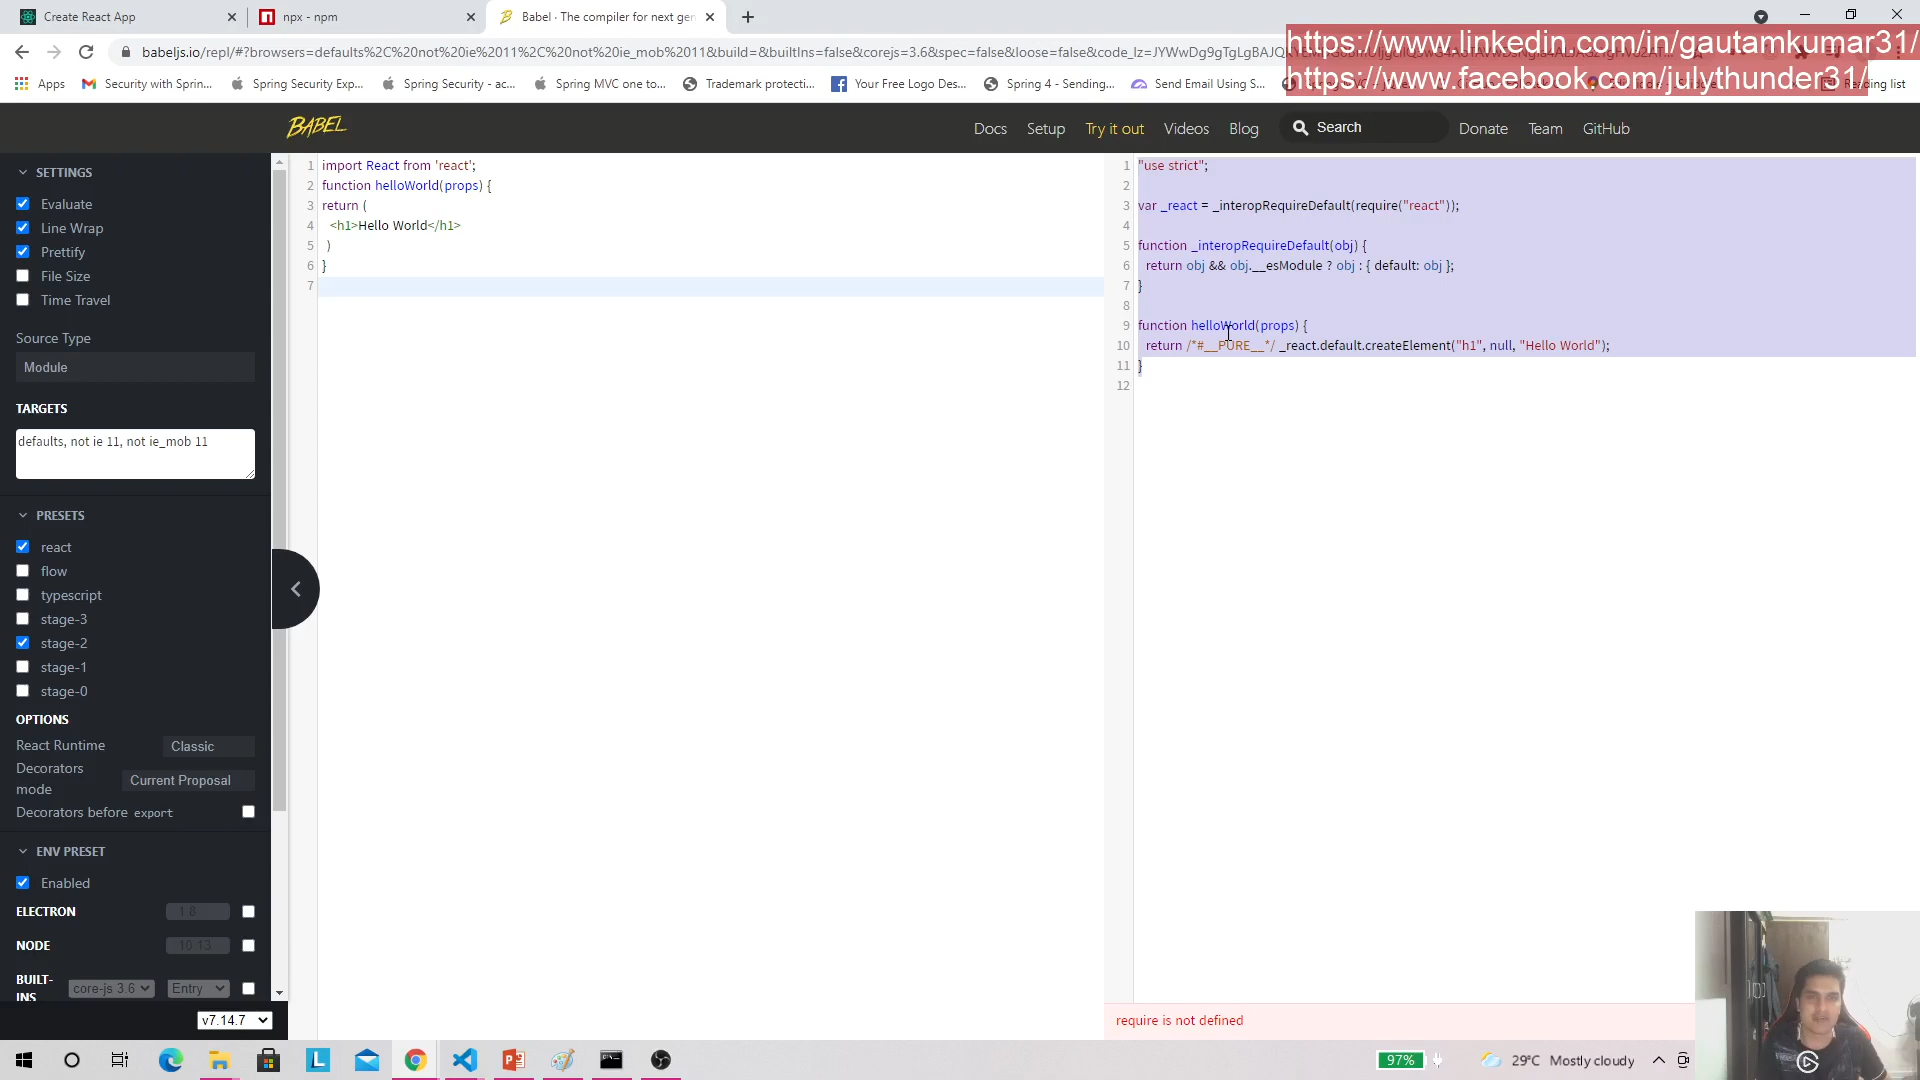 Create React App
npx - npm
Babel · The compiler for next gen
babeljs.io/repl/#?browsers=defaults%2C%20not%20ie%2011%2C%20not%20ie_mob%2011&build=&builtIns=false&corejs=3.6&spec=false&loose=false&code_lz=JYWwDg9gTgLgBAJQ
https://www.linkedin.com/in/gautamkumar31/
https://www.facebook.com/julythunder31/
Apps
Security with Sprin...
Spring Security Exp...
Spring Security - ac...
Spring MVC one to...
Trademark protecti...
Your Free Logo Des...
Spring 4 - Sending...
Send Email Using S...
Reading list
BABEL
Docs
Setup
Try it out
Videos
Blog
Search
Donate
Team
GitHub
SETTINGS
Evaluate
Line Wrap
Prettify
File Size
Time Travel
Source Type
Module
TARGETS
defaults, not ie 11, not ie_mob 11
PRESETS
react
flow
typescript
stage-3
stage-2
stage-1
stage-0
OPTIONS
React Runtime Classic
Decorators mode Current Proposal
Decorators before export
ENV PRESET
Enabled
ELECTRON 1.8
NODE 10.13
BUILT-INS core-js 3.6 Entry
v7.14.7
1 import React from 'react';
2 function helloWorld(props) {
3 return (
4 <h1>Hello World</h1>
5 )
6 }
7
1 "use strict";
2
3 var _react = _interopRequireDefault(require("react"));
4
5 function _interopRequireDefault(obj) {
6 return obj && obj.__esModule ? obj : { default: obj };
7 }
8
9 function helloWorld(props) {
10 return /*#__PURE__*/ _react.default.createElement("h1", null, "Hello World");
11 }
12
require is not defined
97%
29°C Mostly cloudy